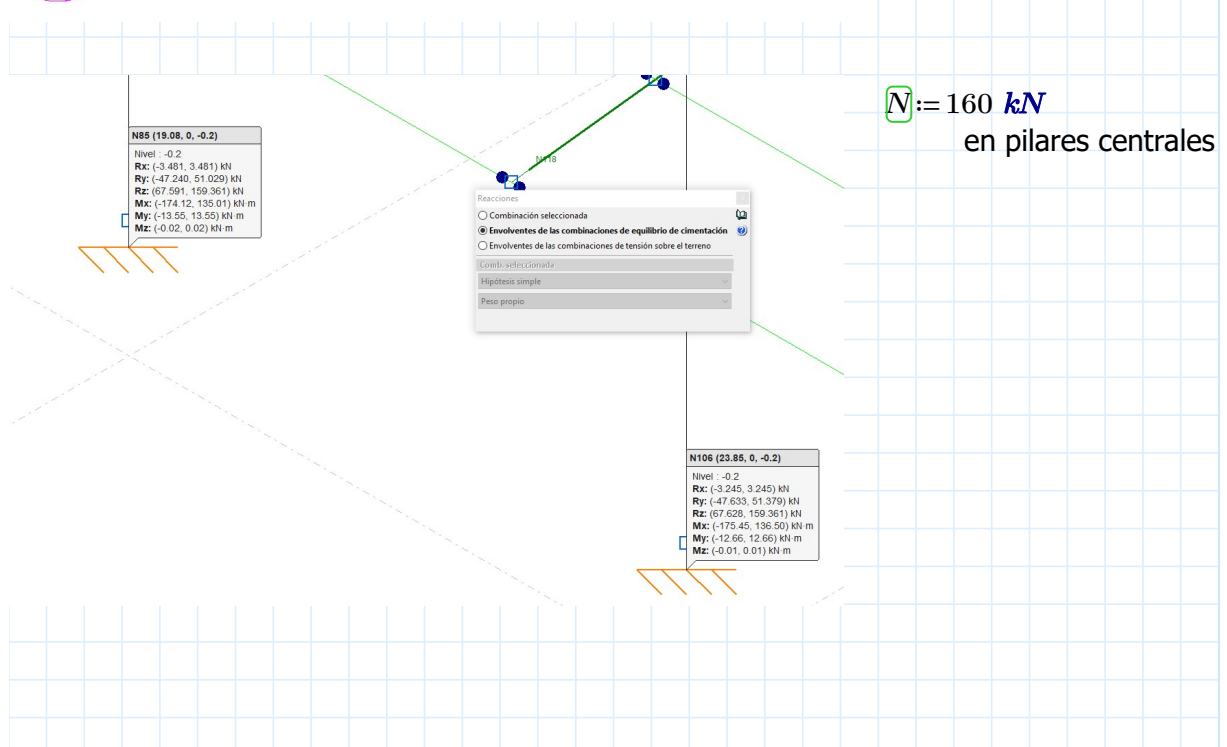 N:=160 kN
en pilares centrales
N85 (19.08, 0, -0.2)
Nivel : -0.2
Rx: (-3.481, 3.481) kN
Ry: (-47.240, 51.029) kN
Rz: (67.591, 159.361) kN
Mx: (-174.12, 135.01) kN·m
My: (-13.55, 13.55) kN·m
Mz: (-0.02, 0.02) kN·m
N118
Reacciones
Combinación seleccionada
Envolventes de las combinaciones de equilibrio de cimentación
Envolventes de las combinaciones de tensión sobre el terreno
Comb. seleccionada
Hipótesis simple
Peso propio
N106 (23.85, 0, -0.2)
Nivel : -0.2
Rx: (-3.245, 3.245) kN
Ry: (-47.633, 51.379) kN
Rz: (67.628, 159.361) kN
Mx: (-175.45, 136.50) kN·m
My: (-12.66, 12.66) kN·m
Mz: (-0.01, 0.01) kN·m